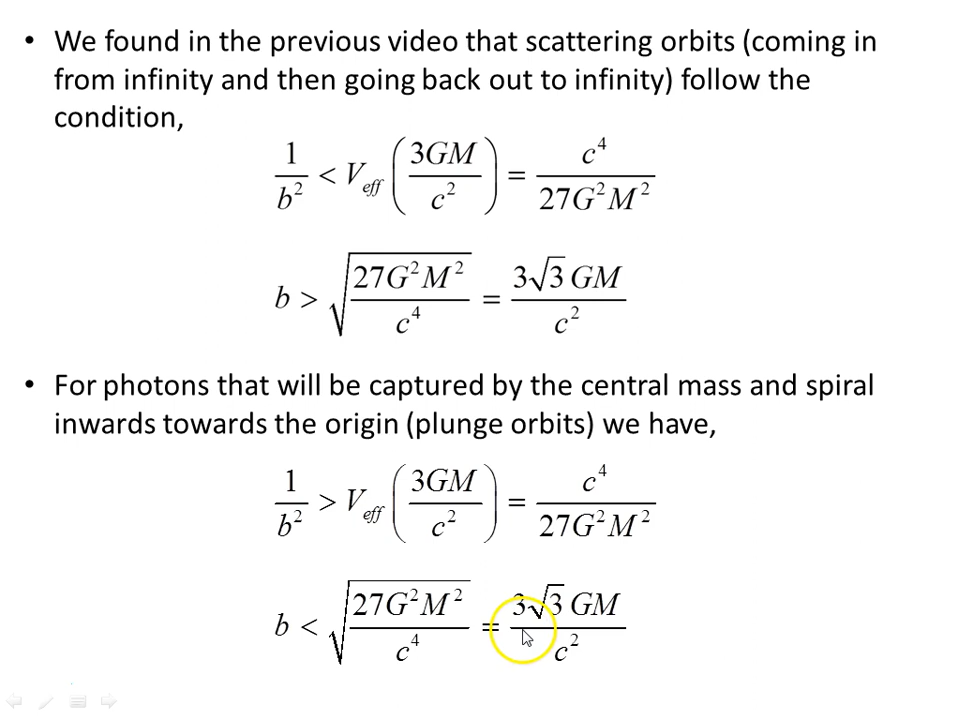 • We found in the previous video that scattering orbits (coming in
from infinity and then going back out to infinity) follow the
condition,
1/b² < V_eff (3GM/c²) = c⁴/27G²M²
b > √(27G²M²/c⁴) = 3√3 GM/c²
• For photons that will be captured by the central mass and spiral
inwards towards the origin (plunge orbits) we have,
1/b² > V_eff (3GM/c²) = c⁴/27G²M²
b < √(27G²M²/c⁴) = 3√3 GM/c²